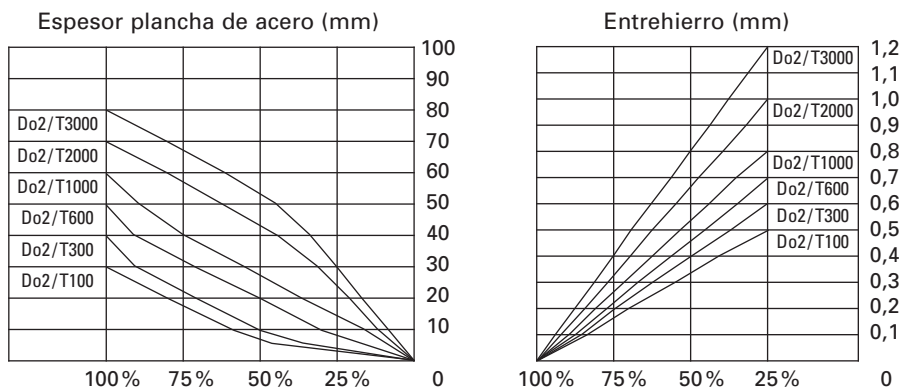 Espesor plancha de acero (mm)
100
90
80
70
60
50
40
30
20
10
Do2/T3000
Do2/T2000
Do2/T1000
Do2/T600
Do2/T300
Do2/T100
100% 75% 50% 25% 0
Entrehierro (mm)
1,2
1,1
1,0
0,9
0,8
0,7
0,6
0,5
0,4
0,3
0,2
0,1
Do2/T3000
Do2/T2000
Do2/T1000
Do2/T600
Do2/T300
Do2/T100
100% 75% 50% 25% 0